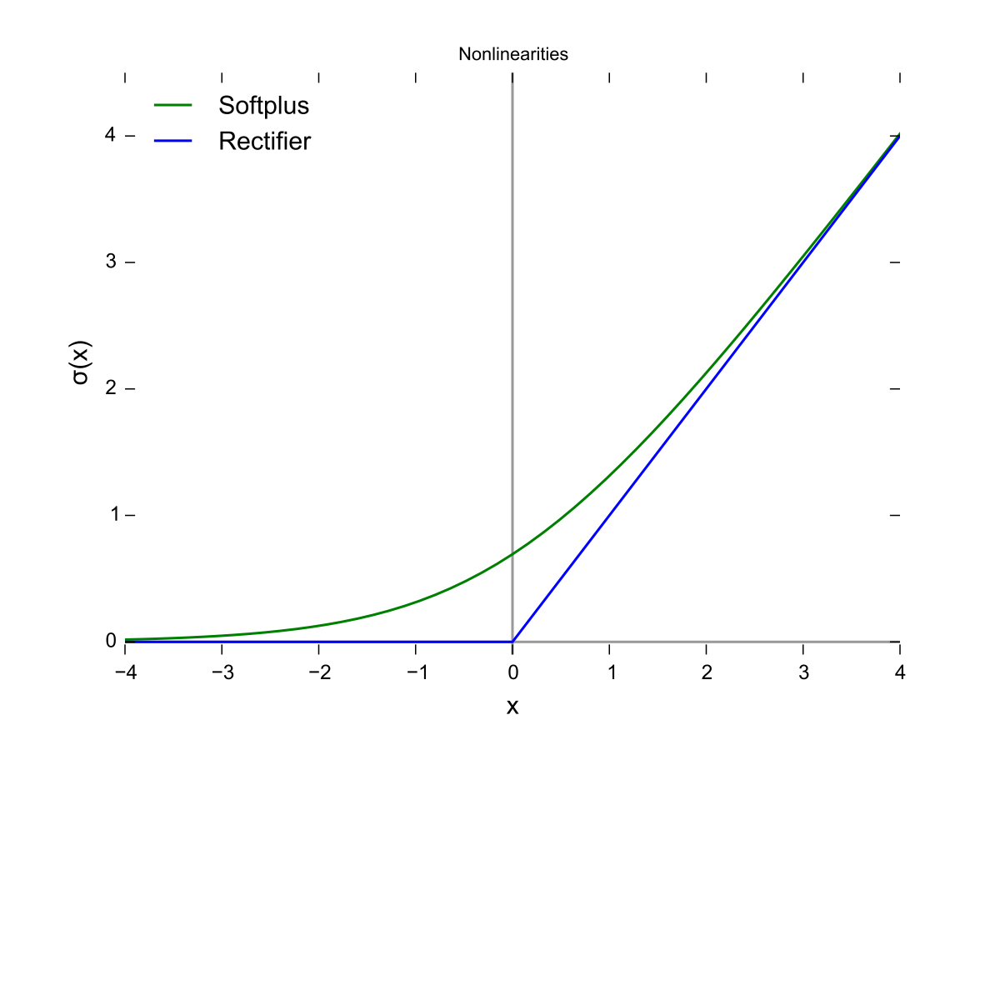 Nonlinearities
Softplus
Rectifier
4
3
2
1
0
σ(x)
−4 −3 −2 −1 0 1 2 3 4
x